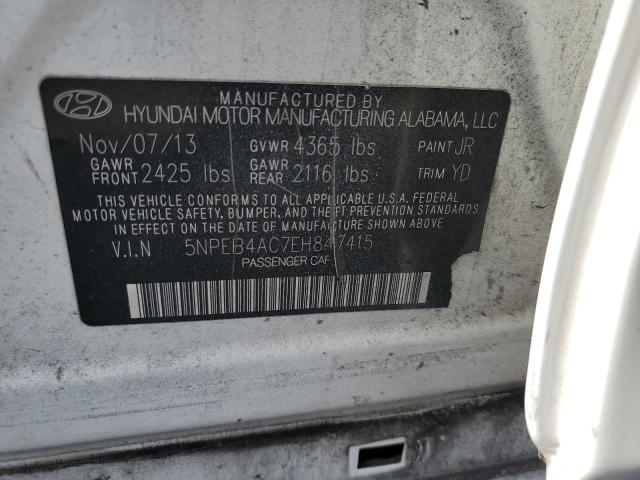 MANUFACTURED BY
HYUNDAI MOTOR MANUFACTURING ALABAMA, LLC
Nov/07/13 GVWR 4365 lbs PAINT JR
GAWR FRONT 2425 lbs GAWR REAR 2116 lbs TRIM YD
THIS VEHICLE CONFORMS TO ALL APPLICABLE U.S.A. FEDERAL
MOTOR VEHICLE SAFETY, BUMPER, AND THEFT PREVENTION STANDARDS
IN EFFECT ON THE DATE OF MANUFACTURE SHOWN ABOVE.
V.I.N 5NPEB4AC7EH847415
PASSENGER CAR